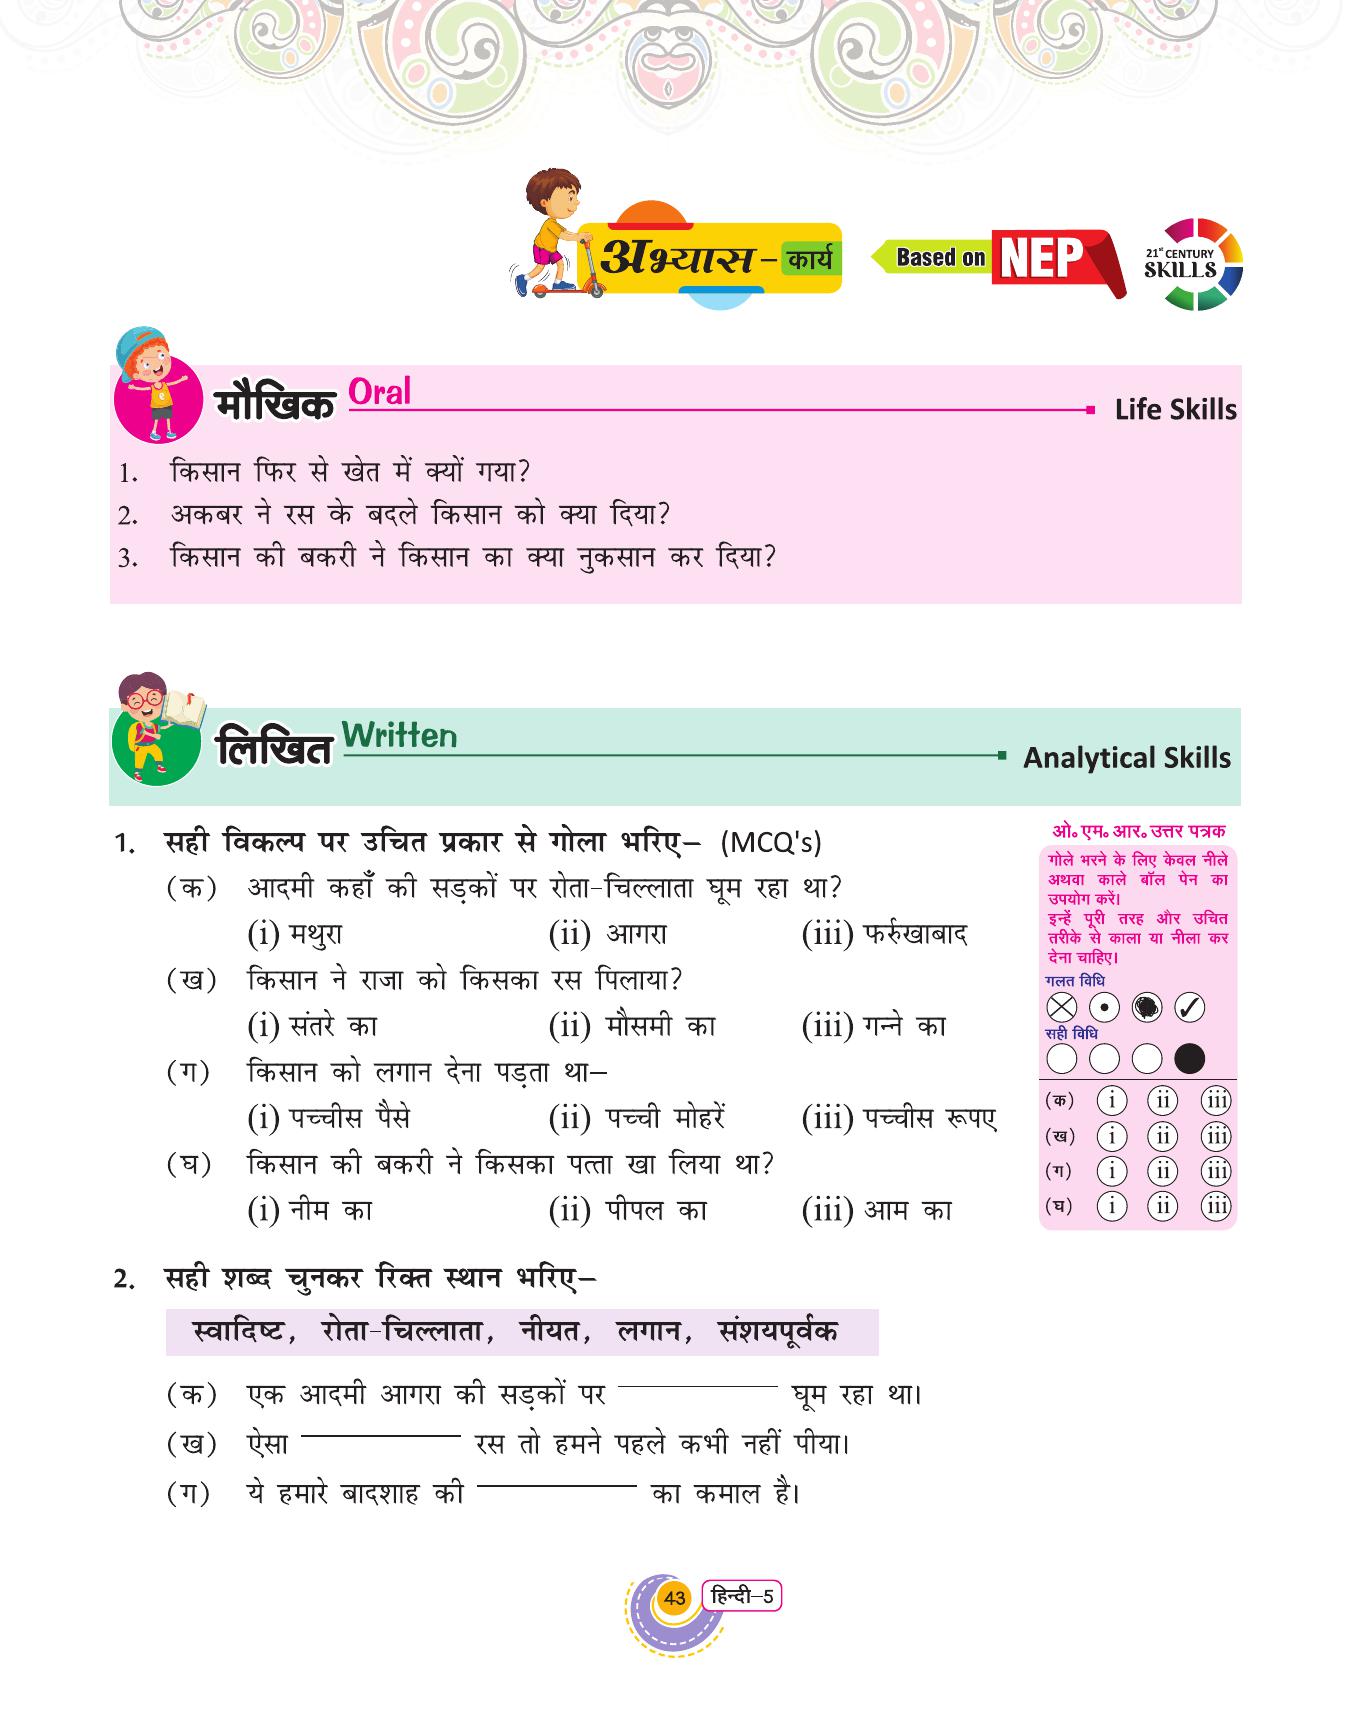 अभ्यास – कार्य
Based on NEP
21st CENTURY
SKILLS
मौखिक Oral
Life Skills
1. किसान फिर से खेत में क्यों गया?
2. अकबर ने रस के बदले किसान को क्या दिया?
3. किसान की बकरी ने किसान का क्या नुकसान कर दिया?
लिखित Written
Analytical Skills
1. सही विकल्प पर उचित प्रकार से गोला भरिए– (MCQ's)
(क) आदमी कहाँ की सड़कों पर रोता-चिल्लाता घूम रहा था?
(i) मथुरा (ii) आगरा (iii) फर्रुखाबाद
(ख) किसान ने राजा को किसका रस पिलाया?
(i) संतरे का (ii) मौसमी का (iii) गन्ने का
(ग) किसान को लगान देना पड़ता था–
(i) पच्चीस पैसे (ii) पच्ची मोहरें (iii) पच्चीस रूपए
(घ) किसान की बकरी ने किसका पत्ता खा लिया था?
(i) नीम का (ii) पीपल का (iii) आम का
ओ॰ एम॰ आर॰ उत्तर पत्रक
गोले भरने के लिए केवल नीले
अथवा काले बॉल पेन का
उपयोग करें।
इन्हें पूरी तरह और उचित
तरीके से काला या नीला कर
देना चाहिए।
गलत विधि
सही विधि
(क) i ii iii
(ख) i ii iii
(ग) i ii iii
(घ) i ii iii
2. सही शब्द चुनकर रिक्त स्थान भरिए–
स्वादिष्ट, रोता-चिल्लाता, नीयत, लगान, संशयपूर्वक
(क) एक आदमी आगरा की सड़कों पर __________ घूम रहा था।
(ख) ऐसा __________ रस तो हमने पहले कभी नहीं पीया।
(ग) ये हमारे बादशाह की __________ का कमाल है।
43 हिन्दी–5